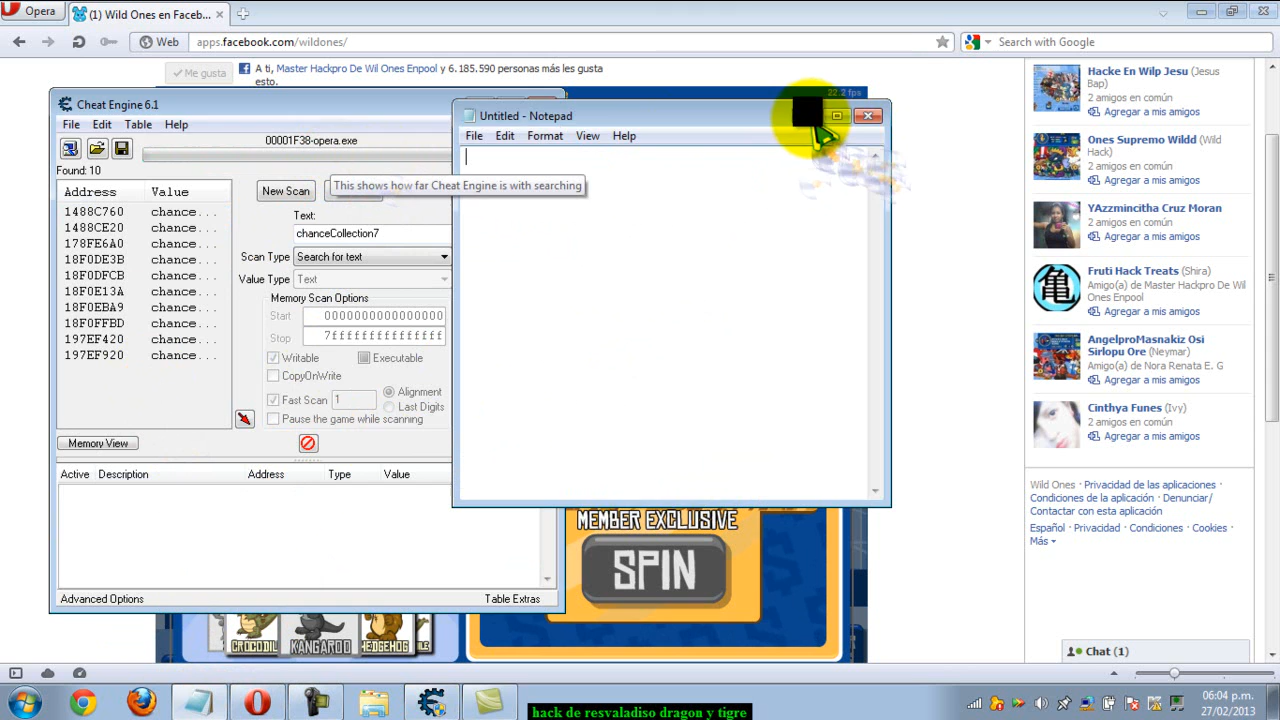 Opera
(1) Wild Ones en Faceb...
Web
apps.facebook.com/wildones/
Search with Google
Me gusta
A ti, Master Hackpro De Wil Ones Enpool y 6.185.590 personas más les gusta
esto.
22.2 fps
Cheat Engine 6.1
File Edit Table Help
00001F38-opera.exe
Found: 10
Address Value
1488C760 chance...
1488CE20 chance...
178FE6A0 chance...
18F0DE3B chance...
18F0DFCB chance...
18F0E13A chance...
18F0EBA9 chance...
18F0FFBD chance...
197EF420 chance...
197EF920 chance...
New Scan
This shows how far Cheat Engine is with searching
Text:
chanceCollection7
Scan Type Search for text
Value Type Text
Memory Scan Options
Start 0000000000000000
Stop 7fffffffffffffff
Writable Executable
CopyOnWrite
Fast Scan 1 Alignment
Last Digits
Pause the game while scanning
Memory View
Active Description Address Type Value
Advanced Options Table Extras
Untitled - Notepad
File Edit Format View Help
MEMBER EXCLUSIVE
SPIN
CROCODIL
KANGAROO
HEDGEHOG
Hacke En Wilp Jesu (Jesus
Bap)
2 amigos en común
Agregar a mis amigos
Ones Supremo Wildd (Wild
Hack)
2 amigos en común
Agregar a mis amigos
YAzzmincitha Cruz Moran
2 amigos en común
Agregar a mis amigos
Fruti Hack Treats (Shira)
Amigo(a) de Master Hackpro De Wil
Ones Enpool
Agregar a mis amigos
AngelproMasnakiz Osi
Sirlopu Ore (Neymar)
Amigo(a) de Nora Renata E. G
Agregar a mis amigos
Cinthya Funes (Ivy)
2 amigos en común
Agregar a mis amigos
Wild Ones · Privacidad de las aplicaciones ·
Condiciones de la aplicación · Denunciar/
Contactar con esta aplicación
Español · Privacidad · Condiciones · Cookies ·
Más
Chat (1)
06:04 p.m.
27/02/2013
hack de resvaladiso dragon y tigre